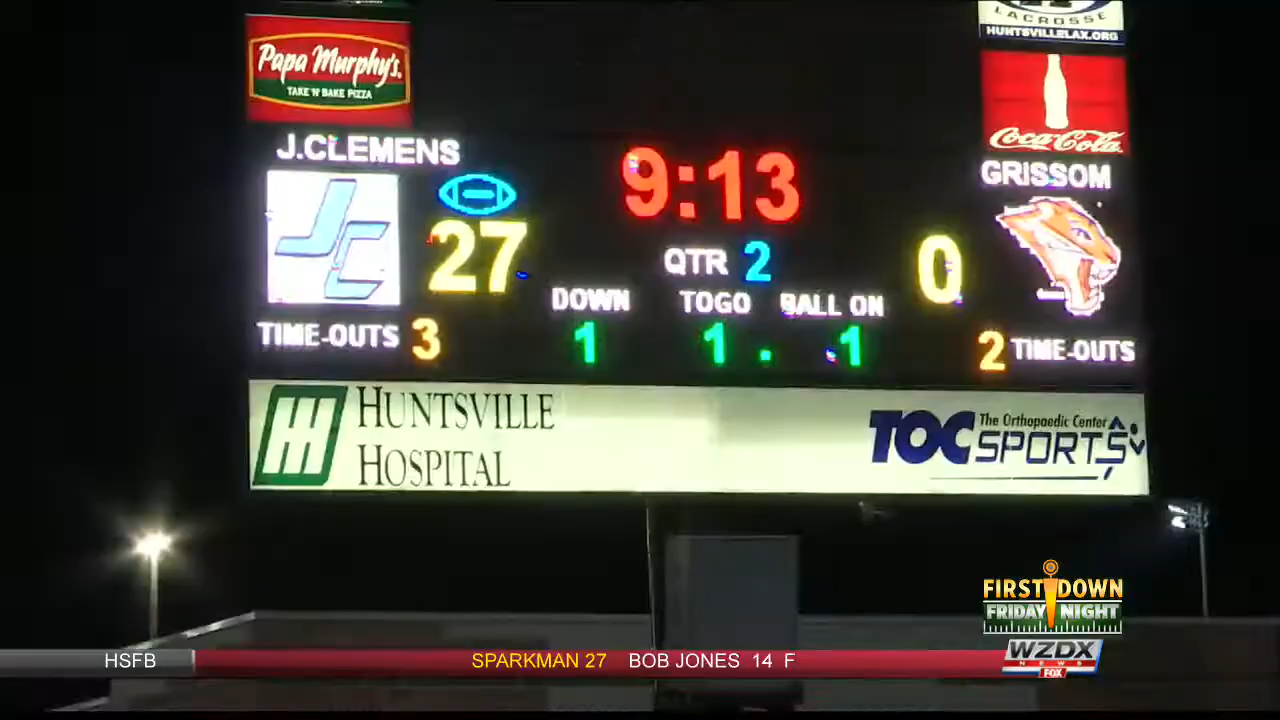 LACROSSE
HUNTSVILLELAX.ORG
Papa Murphy's
TAKE 'N' BAKE PIZZA
Coca-Cola
J.CLEMENS
9:13
GRISSOM
JC
27
QTR 2
0
DOWN
TOGO
BALL ON
TIME-OUTS 3
1
1.
1
2 TIME-OUTS
HUNTSVILLE
HOSPITAL
TOC
The Orthopaedic Center
SPORTS
FIRST DOWN
FRIDAY NIGHT
HSFB
SPARKMAN 27 BOB JONES 14 F
WZDX
NEWS
FOX